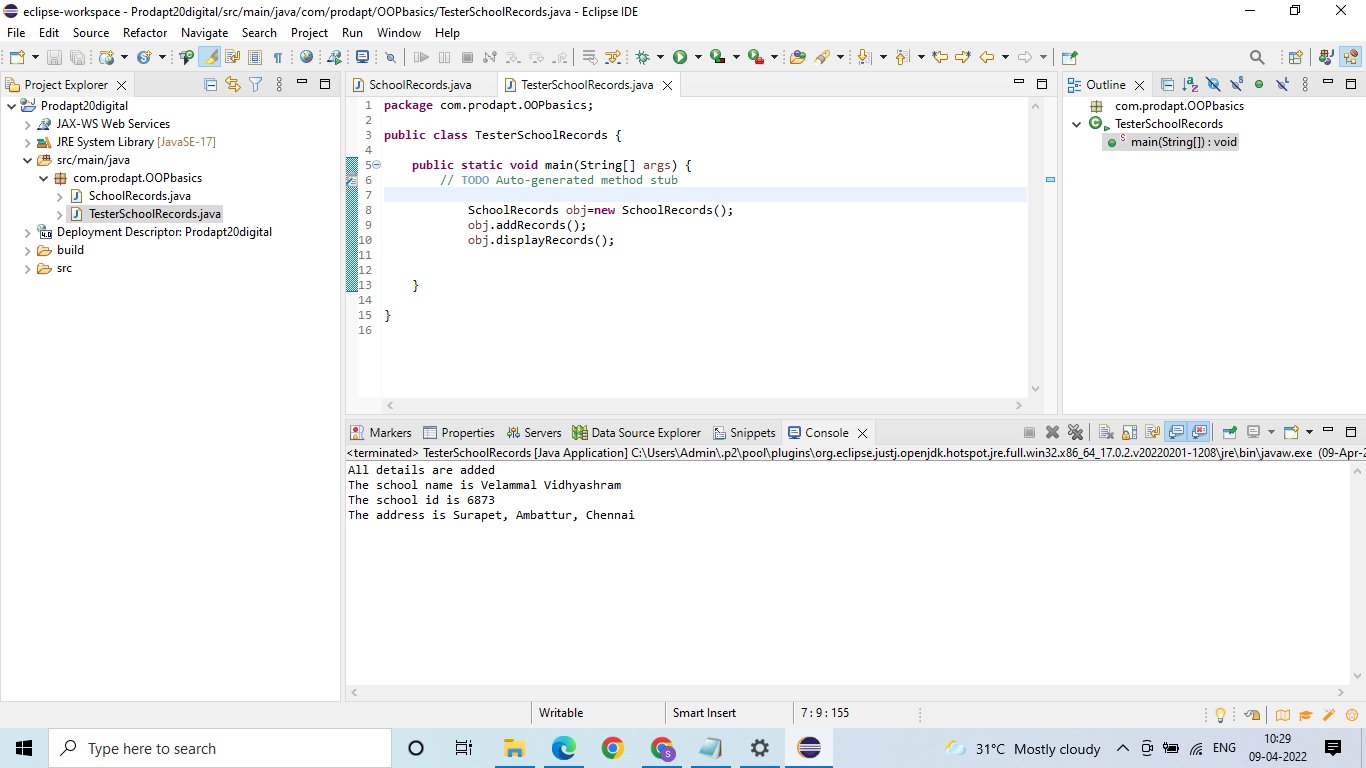 eclipse-workspace - Prodapt20digital/src/main/java/com/prodapt/OOPbasics/TesterSchoolRecords.java - Eclipse IDE
File Edit Source Refactor Navigate Search Project Run Window Help
Project Explorer
Prodapt20digital
JAX-WS Web Services
JRE System Library [JavaSE-17]
src/main/java
com.prodapt.OOPbasics
SchoolRecords.java
TesterSchoolRecords.java
Deployment Descriptor: Prodapt20digital
build
src
SchoolRecords.java TesterSchoolRecords.java
1 package com.prodapt.OOPbasics;
2
3 public class TesterSchoolRecords {
4
5 public static void main(String[] args) {
6 // TODO Auto-generated method stub
7
8 SchoolRecords obj=new SchoolRecords();
9 obj.addRecords();
10 obj.displayRecords();
11
12
13 }
14
15 }
16
Outline
com.prodapt.OOPbasics
TesterSchoolRecords
main(String[]) : void
Markers Properties Servers Data Source Explorer Snippets Console
<terminated> TesterSchoolRecords [Java Application] C:\Users\Admin\.p2\pool\plugins\org.eclipse.justj.openjdk.hotspot.jre.full.win32.x86_64_17.0.2.v20220201-1208\jre\bin\javaw.exe (09-Apr-2
All details are added
The school name is Velammal Vidhyashram
The school id is 6873
The address is Surapet, Ambattur, Chennai
Writable Smart Insert 7 : 9 : 155
Type here to search
31°C Mostly cloudy
ENG
10:29
09-04-2022